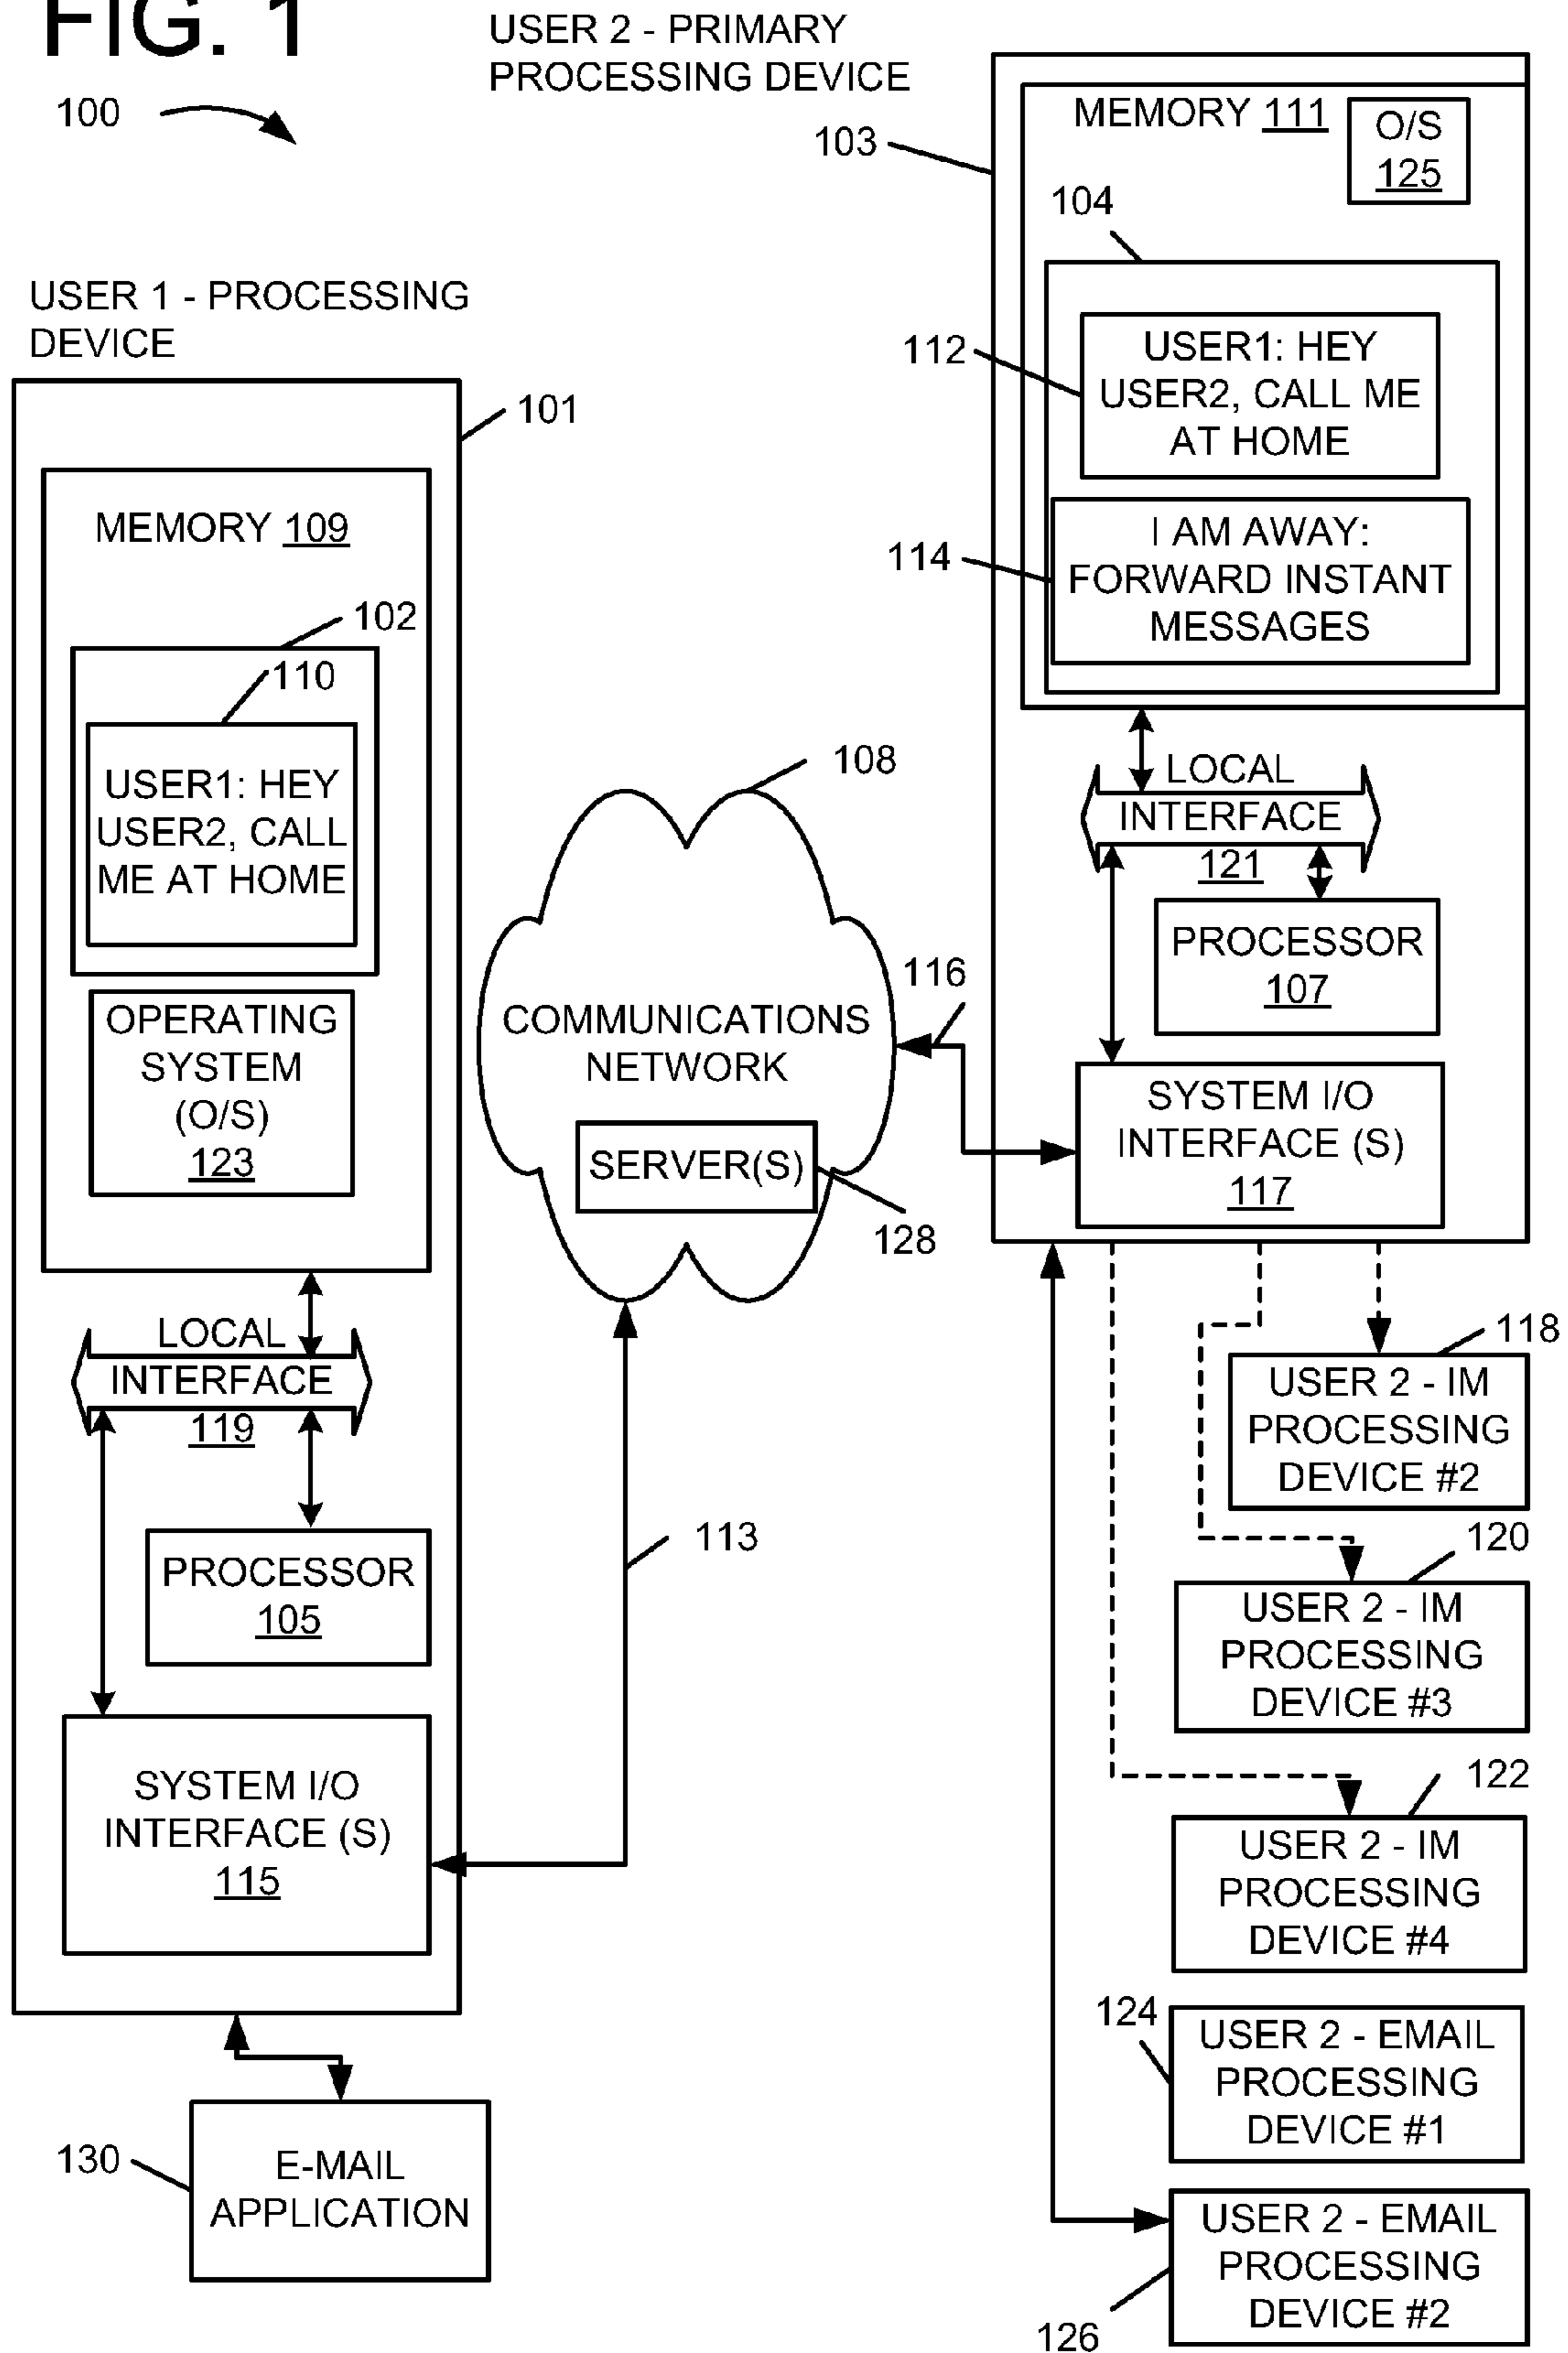 FIG. 1
100
USER 2 - PRIMARY
PROCESSING DEVICE
103
MEMORY 111
O/S
125
104
112
USER1: HEY
USER2, CALL ME
AT HOME
114
I AM AWAY:
FORWARD INSTANT
MESSAGES
LOCAL
INTERFACE
121
PROCESSOR
107
116
SYSTEM I/O
INTERFACE (S)
117
USER 1 - PROCESSING
DEVICE
101
MEMORY 109
102
110
USER1: HEY
USER2, CALL
ME AT HOME
OPERATING
SYSTEM
(O/S)
123
LOCAL
INTERFACE
119
PROCESSOR
105
SYSTEM I/O
INTERFACE (S)
115
108
COMMUNICATIONS
NETWORK
SERVER(S)
128
113
118
USER 2 - IM
PROCESSING
DEVICE #2
120
USER 2 - IM
PROCESSING
DEVICE #3
122
USER 2 - IM
PROCESSING
DEVICE #4
124
USER 2 - EMAIL
PROCESSING
DEVICE #1
130
E-MAIL
APPLICATION
USER 2 - EMAIL
PROCESSING
DEVICE #2
126